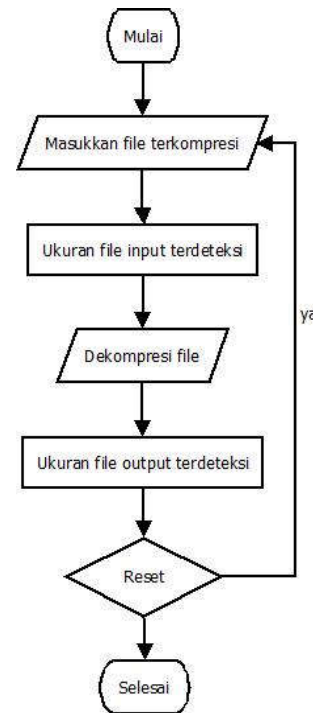 Mulai
Masukkan file terkompresi
Ukuran file input terdeteksi
Dekompresi file
ya
Ukuran file output terdeteksi
Reset
Selesai